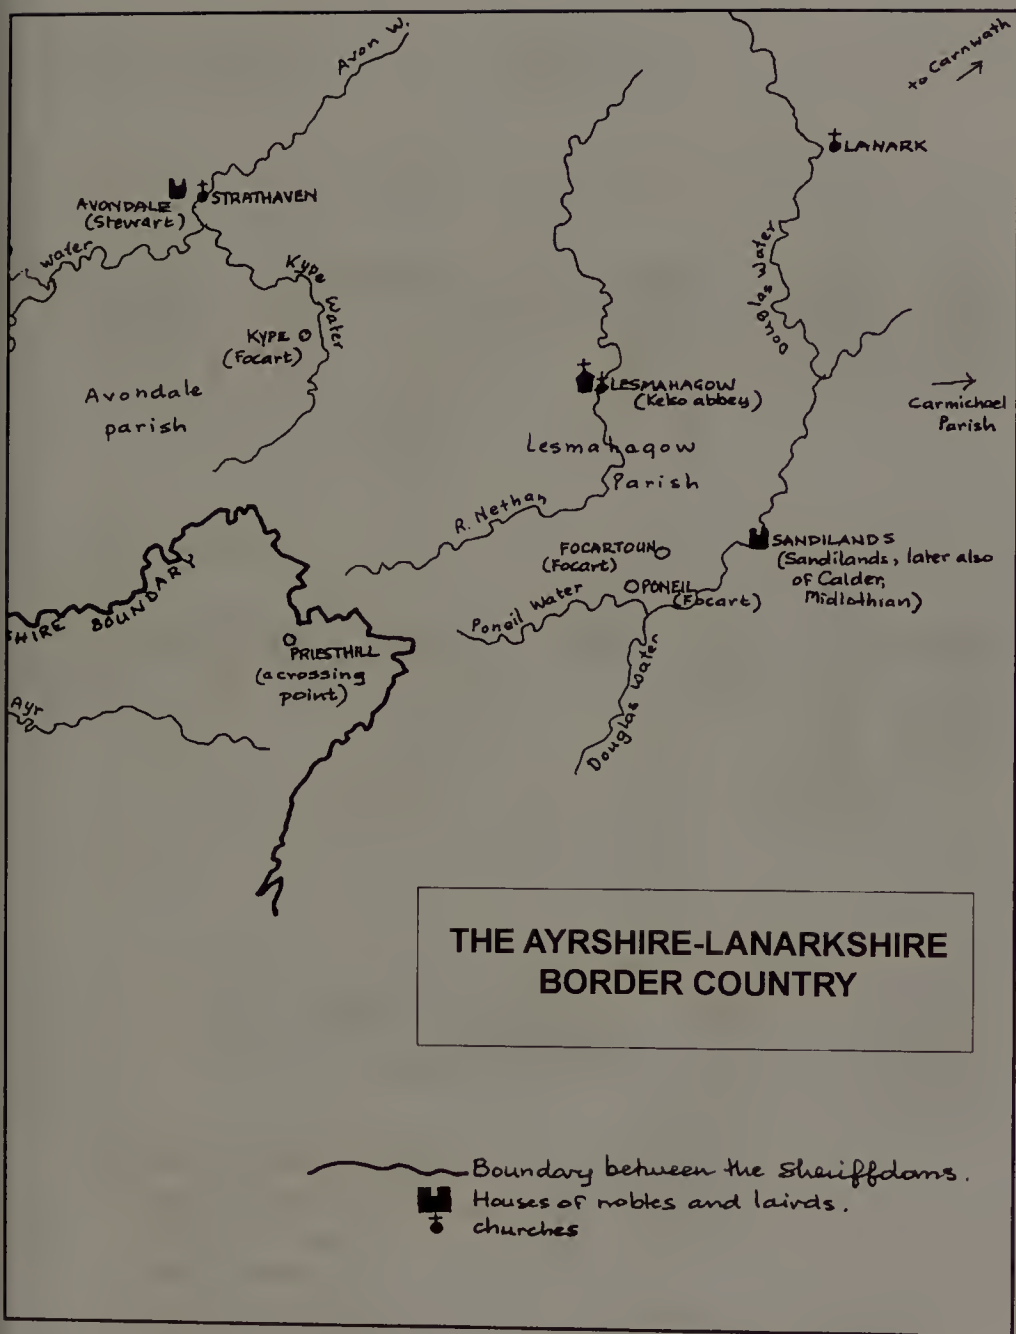 Avon W.
to Carnwath
LANARK
AVONDALE
(Stewart)
STRATHAVEN
Water
Kype
Water
Douglas Water
KYPE
(Focart)
Avondale
parish
LESMAHAGOW
(Kelso abbey)
Carmichael
Parish
Lesmahagow
Parish
R. Nethan
SANDILANDS
(Sandilands, later also
of Calder,
Midlothian)
FOCARTOUN
(Focart)
PONEIL
(Focart)
Poneil Water
SHIRE BOUNDARY
PRIESTHILL
(a crossing
point)
Ayr
Douglas Water
THE AYRSHIRE-LANARKSHIRE
BORDER COUNTRY
Boundary between the Sheriffdoms.
Houses of nobles and lairds.
churches